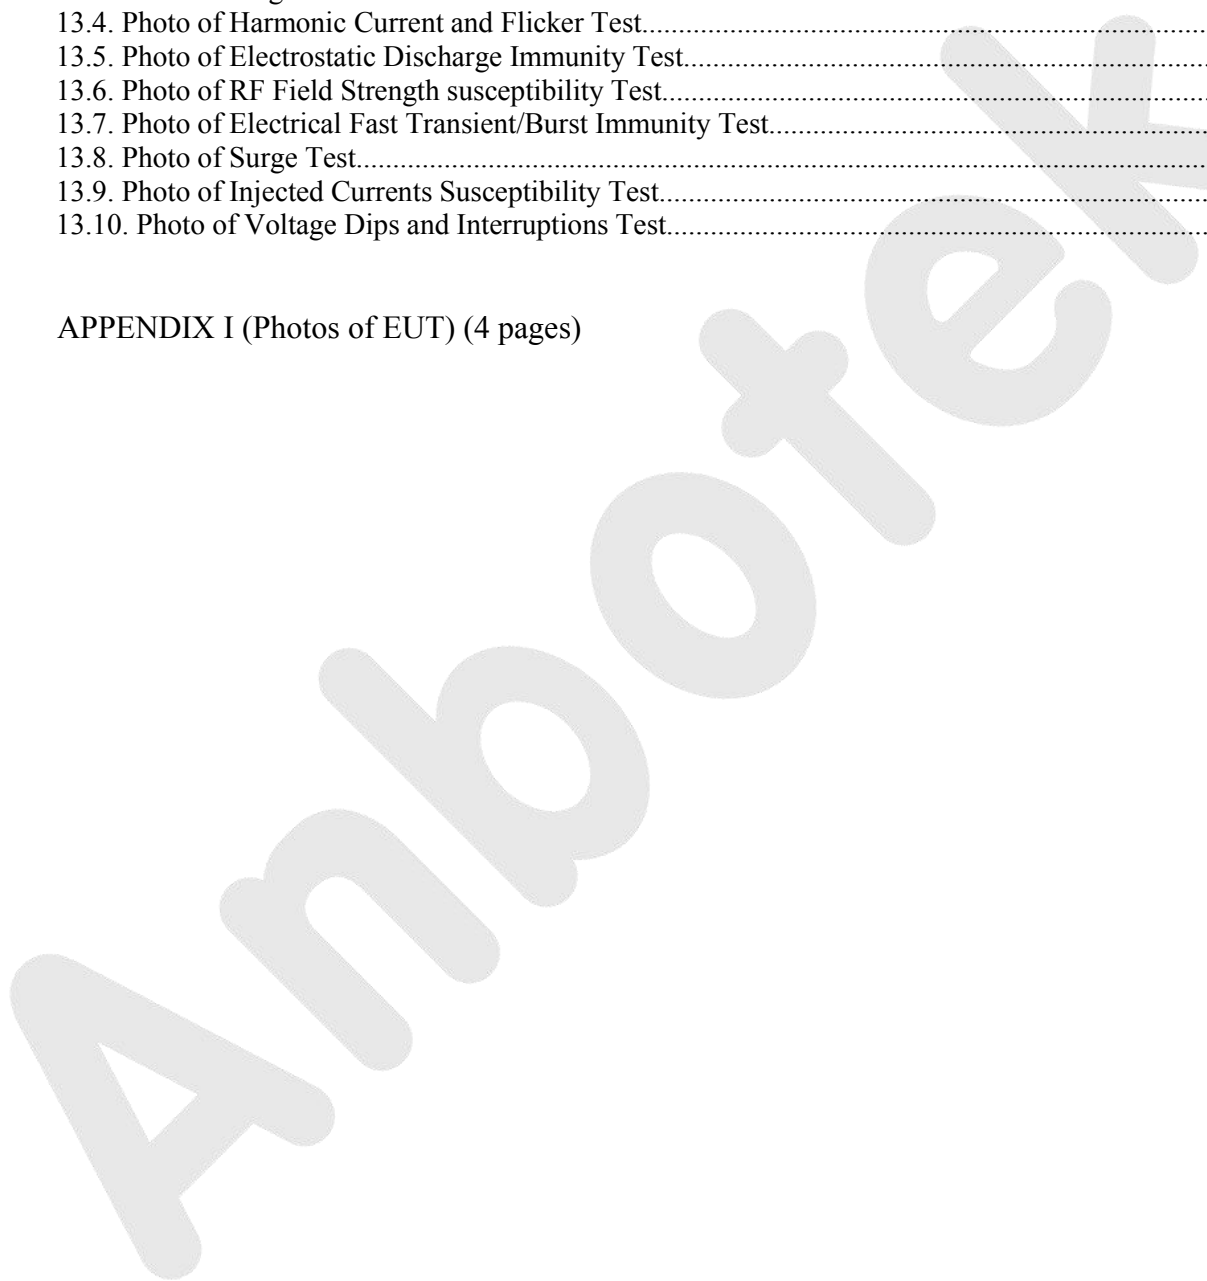 13.4. Photo of Harmonic Current and Flicker Test........................................................................................
13.5. Photo of Electrostatic Discharge Immunity Test..................................................................................
13.6. Photo of RF Field Strength susceptibility Test.....................................................................................
13.7. Photo of Electrical Fast Transient/Burst Immunity Test......................................................................
13.8. Photo of Surge Test................................................................................................................................
13.9. Photo of Injected Currents Susceptibility Test......................................................................................
13.10. Photo of Voltage Dips and Interruptions Test.....................................................................................
APPENDIX I (Photos of EUT) (4 pages)
Anbotek